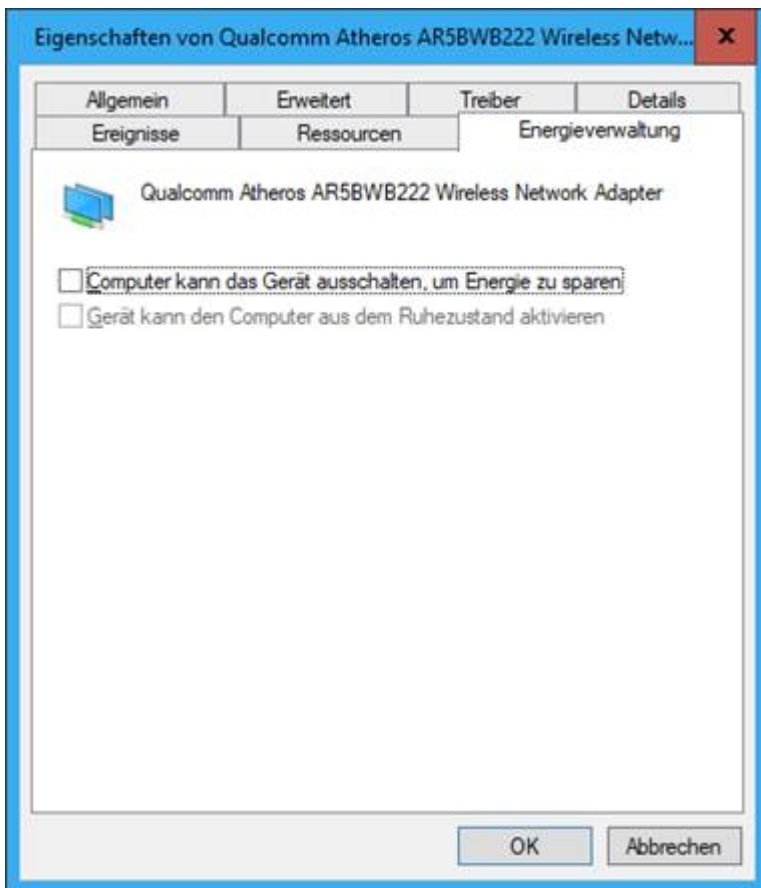 Eigenschaften von Qualcomm Atheros AR5BWB222 Wireless Netw...
Allgemein Erweitert Treiber Details
Ereignisse Ressourcen Energieverwaltung
Qualcomm Atheros AR5BWB222 Wireless Network Adapter
Computer kann das Gerät ausschalten, um Energie zu sparen
Gerät kann den Computer aus dem Ruhezustand aktivieren
OK Abbrechen